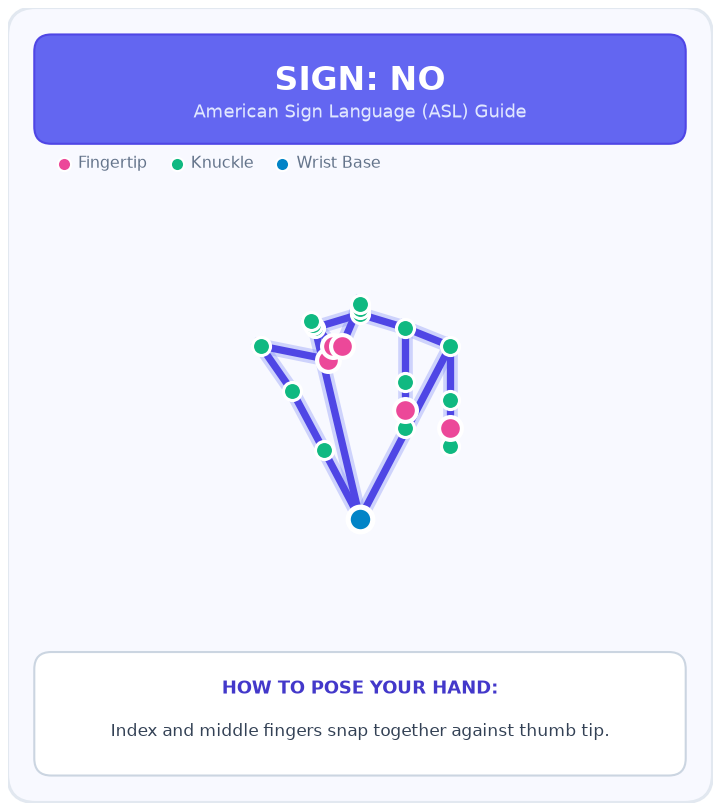 SIGN: NO
American Sign Language (ASL) Guide
Fingertip Knuckle Wrist Base
HOW TO POSE YOUR HAND:
Index and middle fingers snap together against thumb tip.